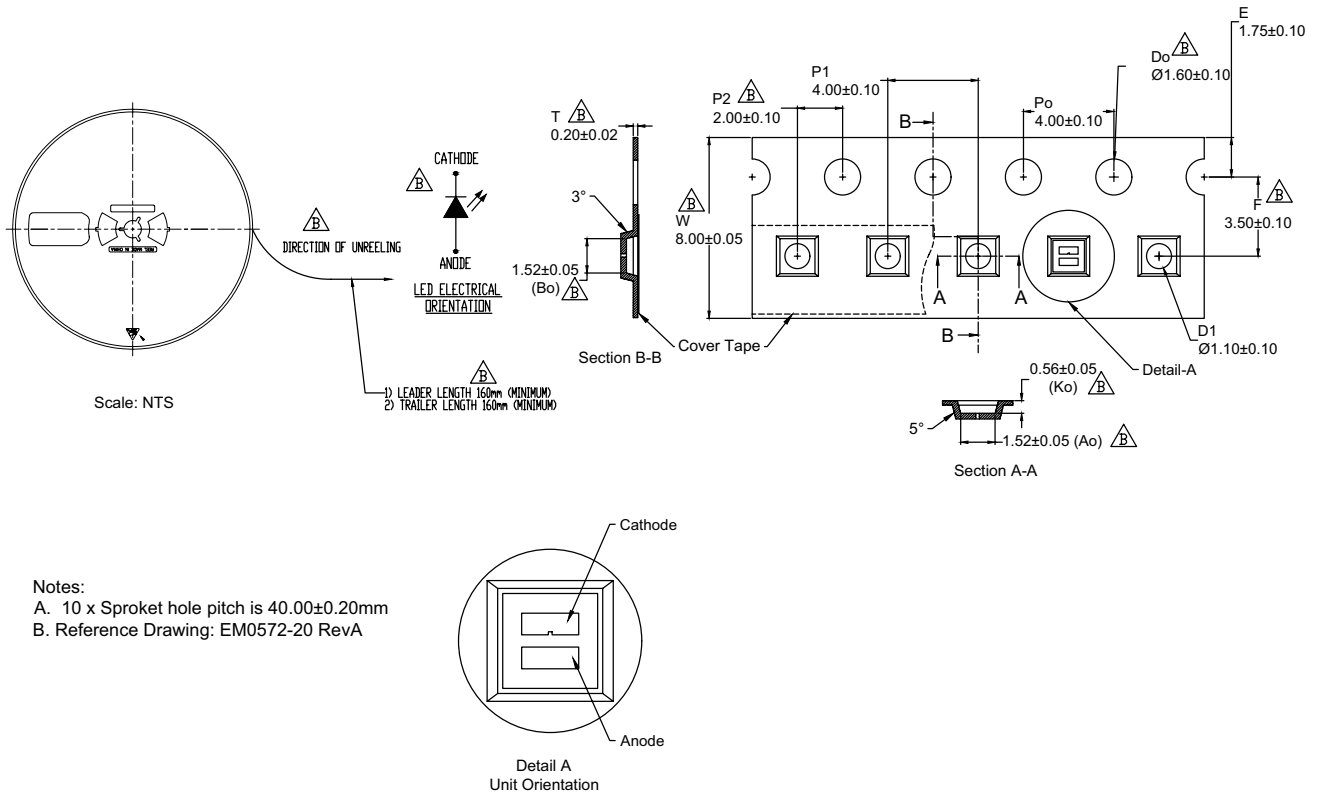 REEL MADE IN CHINA
Scale: NTS
B
DIRECTION OF UNREELING
B
1) LEADER LENGTH 160mm (MINIMUM)
2) TRAILER LENGTH 160mm (MINIMUM)
B
CATHODE
ANODE
LED ELECTRICAL
ORIENTATION
T B
0.20±0.02
3°
1.52±0.05
(Bo) B
Section B-B
Cover Tape
P2 B
2.00±0.10
P1
4.00±0.10
B
Po
4.00±0.10
Do B
Ø1.60±0.10
E
1.75±0.10
B
W
8.00±0.05
F B
3.50±0.10
A
A
B
D1
Ø1.10±0.10
Detail-A
0.56±0.05
(Ko) B
5°
1.52±0.05 (Ao) B
Section A-A
Notes:
A. 10 x Sproket hole pitch is 40.00±0.20mm
B. Reference Drawing: EM0572-20 RevA
Cathode
Anode
Detail A
Unit Orientation